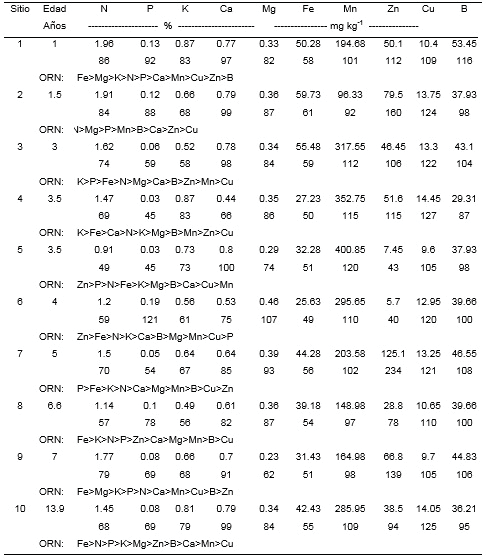 Sitio Edad N P K Ca Mg Fe Mn Zn Cu B
Años ------------------- % ------------------- ---------------- mg kg-1 ---------------
1 1 1.96 0.13 0.87 0.77 0.33 50.28 194.68 50.1 10.4 53.45
86 92 83 97 82 58 101 112 109 116
ORN: Fe>Mg>K>N>P>Ca>Mn>Cu>Zn>B
2 1.5 1.91 0.12 0.66 0.79 0.36 59.73 96.33 79.5 13.75 37.93
84 88 68 99 87 61 92 160 124 98
ORN: N>Mg>P>Mn>B>Ca>Zn>Cu
3 3 1.62 0.06 0.52 0.78 0.34 55.48 317.55 46.45 13.3 43.1
74 59 58 98 84 59 112 106 122 104
ORN: K>P>Fe>N>Mg>Ca>B>Zn>Mn>Cu
4 3.5 1.47 0.03 0.87 0.44 0.35 27.23 352.75 51.6 14.45 29.31
69 45 83 66 86 50 115 115 127 87
ORN: K>Fe>Ca>N>K>Mg>B>Mn>Zn>Cu
5 3.5 0.91 0.03 0.73 0.8 0.29 32.28 400.85 7.45 9.6 37.93
49 45 73 100 74 51 120 43 105 98
ORN: Zn>P>N>Fe>K>Mg>B>Ca>Cu>Mn
6 4 1.2 0.19 0.56 0.53 0.46 25.63 295.65 5.7 12.95 39.66
59 121 61 75 107 49 110 40 120 100
ORN: Zn>Fe>N>K>Ca>B>Mg>Mn>Cu>P
7 5 1.5 0.05 0.64 0.64 0.39 44.28 203.58 125.1 13.25 46.55
70 54 67 85 93 56 102 234 121 108
ORN: P>Fe>K>N>Ca>Mg>Mn>B>Cu>Zn
8 6.6 1.14 0.1 0.49 0.61 0.36 39.18 148.98 28.8 10.65 39.66
57 78 56 82 87 54 97 78 110 100
ORN: Fe>K>N>P>Zn>Ca>Mg>Mn>B>Cu
9 7 1.77 0.08 0.66 0.7 0.23 31.43 164.98 66.8 9.7 44.83
79 69 68 91 62 51 98 139 105 106
ORN: Fe>Mg>K>P>N>Ca>Mn>Cu>B>Zn
10 13.9 1.45 0.08 0.81 0.79 0.34 42.43 285.95 38.5 14.05 36.21
68 69 79 99 84 55 109 94 125 95
ORN: Fe>N>P>K>Mg>Zn>B>Ca>Mn>Cu